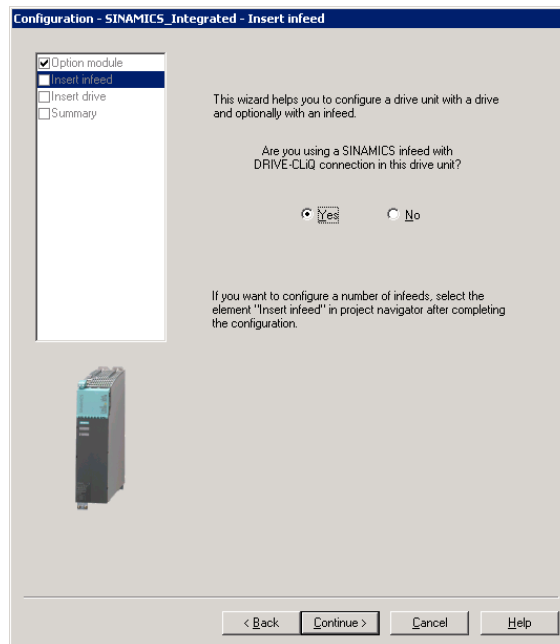 Configuration - SINAMICS_Integrated - Insert infeed
Option module
Insert infeed
Insert drive
Summary
This wizard helps you to configure a drive unit with a drive
and optionally with an infeed.
Are you using a SINAMICS infeed with
DRIVE-CLiQ connection in this drive unit?
Yes No
If you want to configure a number of infeeds, select the
element "Insert infeed" in project navigator after completing
the configuration.
< Back Continue > Cancel Help